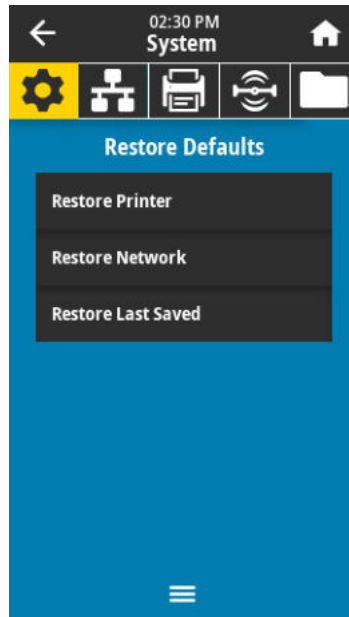 02:30 PM
System
Restore Defaults
Restore Printer
Restore Network
Restore Last Saved